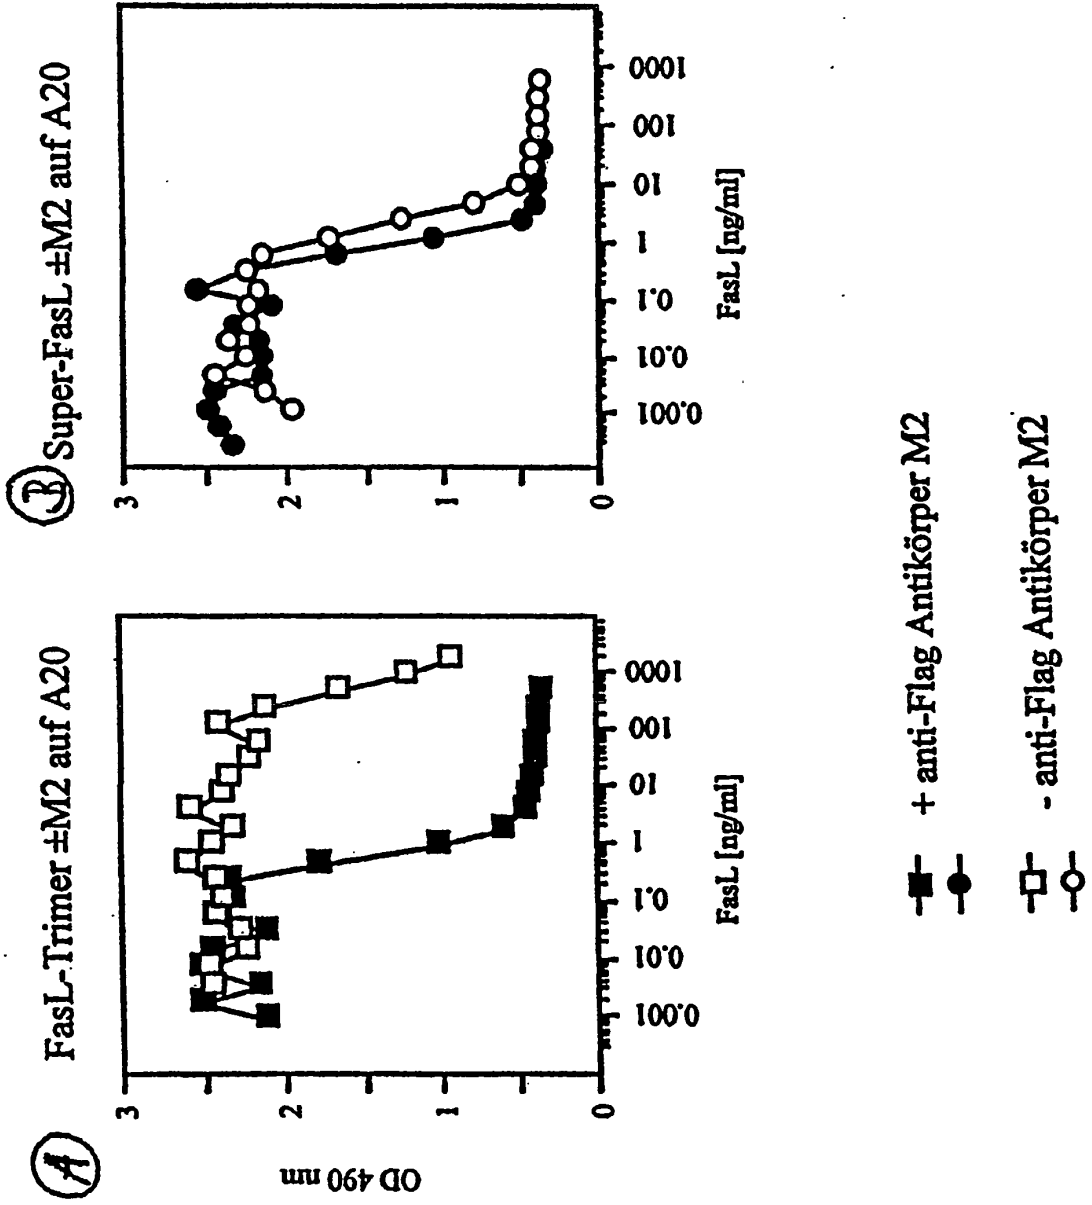 A
FasL-Trimer ±M2 auf A20
OD 490 nm
3
2
1
0
0.001
0.01
0.1
1
10
100
1000
FasL [ng/ml]
B
Super-FasL ±M2 auf A20
3
2
1
0
0.001
0.01
0.1
1
10
100
1000
FasL [ng/ml]
+ anti-Flag Antikörper M2
- anti-Flag Antikörper M2